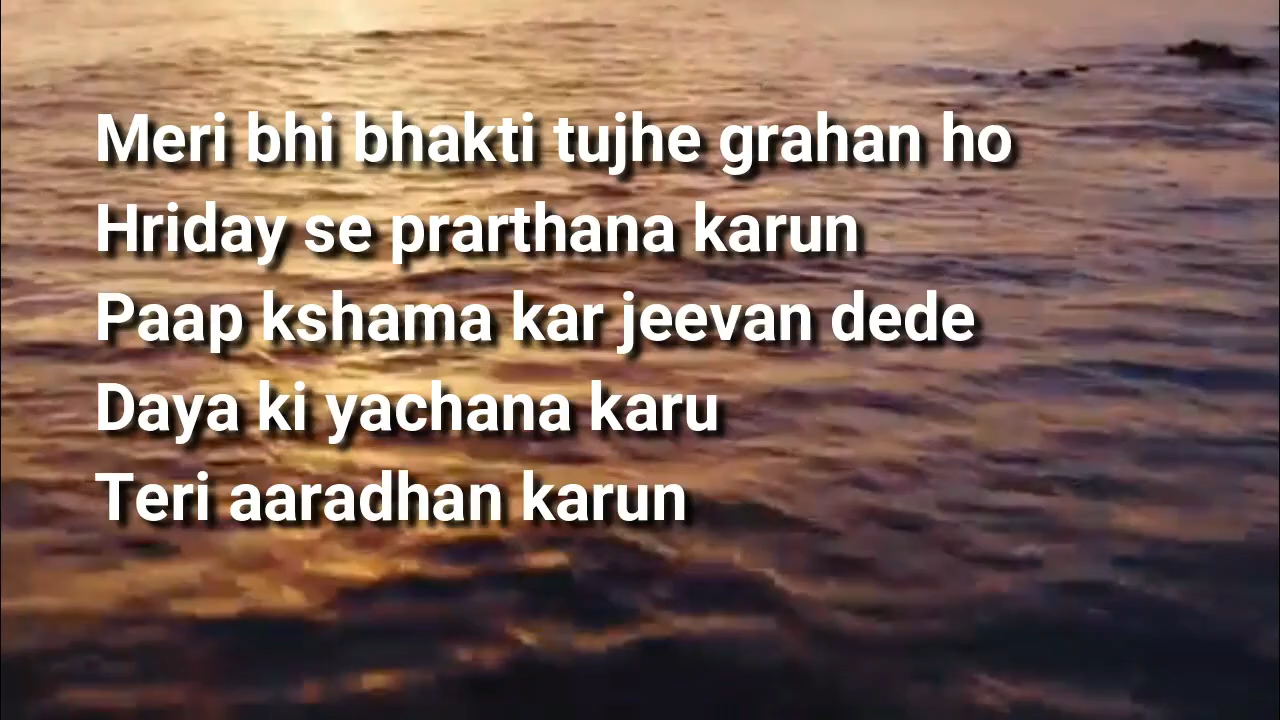 Meri bhi bhakti tujhe grahan ho
Hriday se prarthana karun
Paap kshama kar jeevan dede
Daya ki yachana karu
Teri aaradhan karun